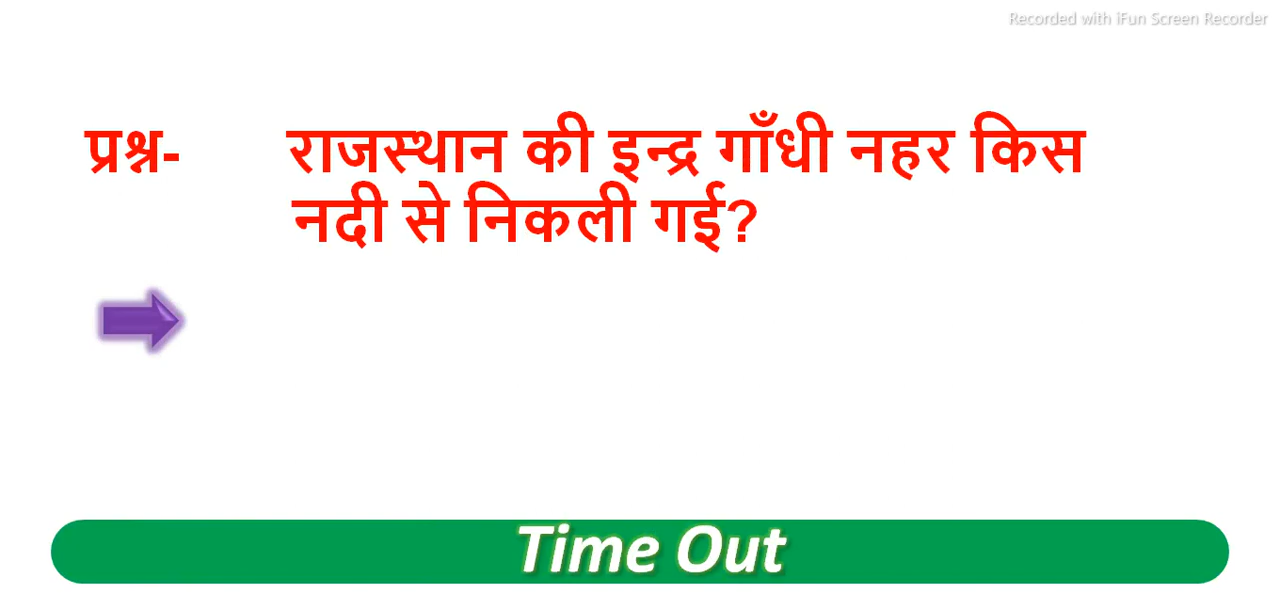 Recorded with iFun Screen Recorder
प्रश्न- राजस्थान की इन्द्र गाँधी नहर किस
नदी से निकली गई?
Time Out